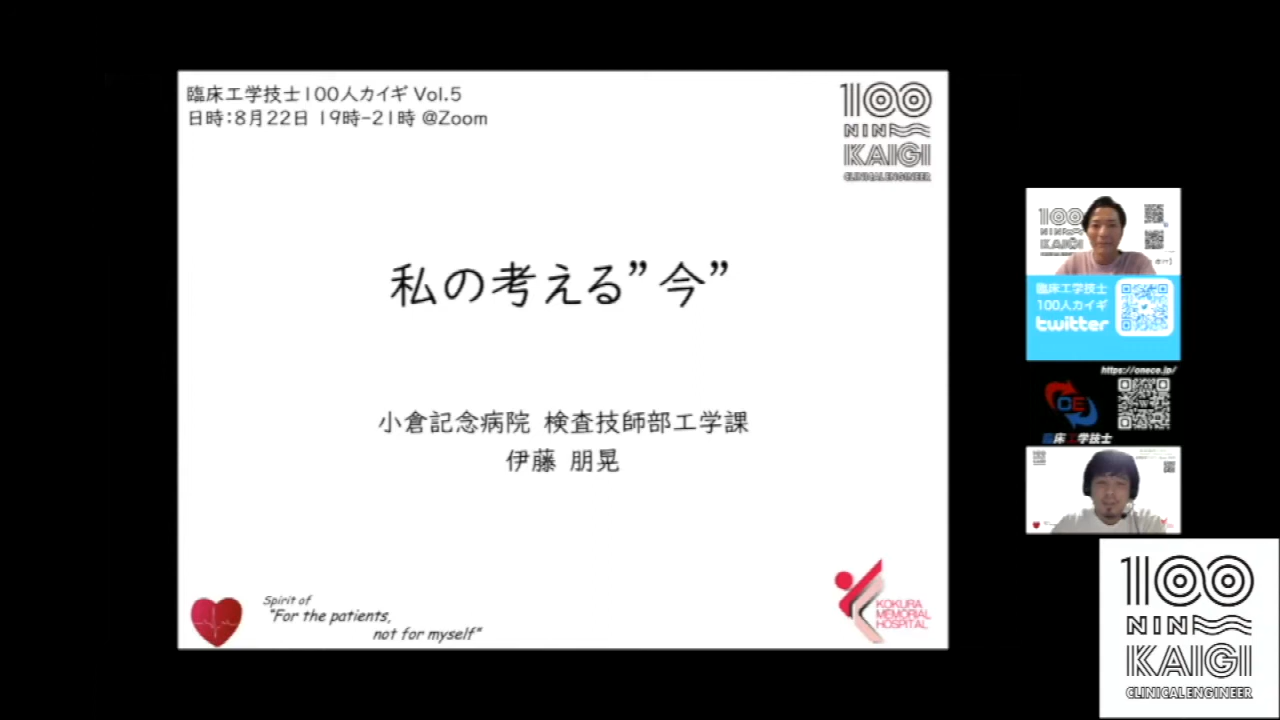 臨床工学技士100人カイギ Vol.5
日時:8月22日 19時-21時 @Zoom
100
NIN
KAIGI
CLINICAL ENGINEER
私の考える”今”
小倉記念病院 検査技師部工学課
伊藤 朋晃
Spirit of
“For the patients,
not for myself”
KOKURA
MEMORIAL
HOSPITAL
100
NIN
KAIGI
臨床工学技士
100人カイギ
twitter
https://onece.jp/
OE
臨床工学技士
100
NIN
KAIGI
CLINICAL ENGINEER